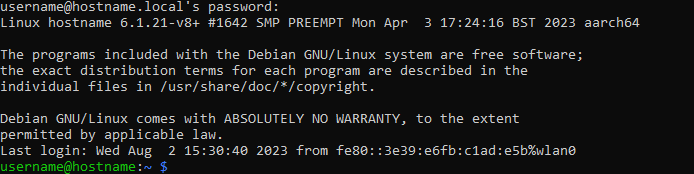 username@hostname.local's password:
Linux hostname 6.1.21-v8+ #1642 SMP PREEMPT Mon Apr  3 17:24:16 BST 2023 aarch64
The programs included with the Debian GNU/Linux system are free software;
the exact distribution terms for each program are described in the
individual files in /usr/share/doc/*/copyright.
Debian GNU/Linux comes with ABSOLUTELY NO WARRANTY, to the extent
permitted by applicable law.
Last login: Wed Aug  2 15:30:40 2023 from fe80::3e39:e6fb:c1ad:e5b%wlan0
username@hostname:~ $